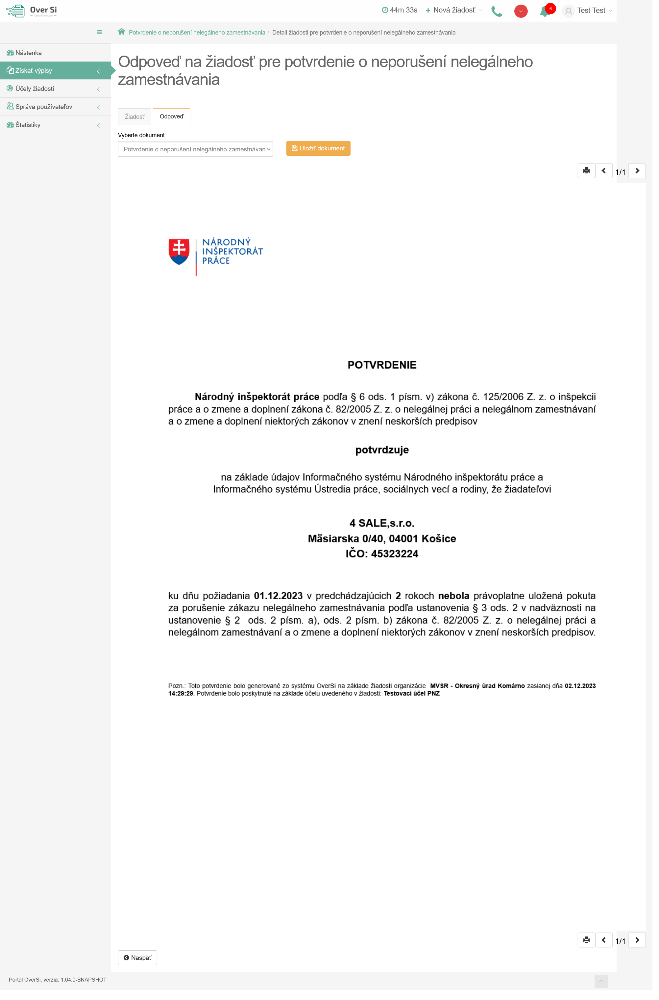 Over Si
Centrálne údaje
44m 33s
Nová žiadosť
6
Test Test
Potvrdenie o neporušení nelegálneho zamestnávania / Detail žiadosti pre potvrdenie o neporušení nelegálneho zamestnávania
Nástenka
Získať výpisy
Účely žiadostí
Správa používateľov
Štatistiky
Odpoveď na žiadosť pre potvrdenie o neporušení nelegálneho
zamestnávania
Žiadosť
Odpoveď
Vyberte dokument
Potvrdenie o neporušení nelegálneho zamestnávan
Uložiť dokument
1/1
NÁRODNÝ
INŠPEKTORÁT
PRÁCE
POTVRDENIE
Národný inšpektorát práce podľa § 6 ods. 1 písm. v) zákona č. 125/2006 Z. z. o inšpekcii
práce a o zmene a doplnení zákona č. 82/2005 Z. z. o nelegálnej práci a nelegálnom zamestnávaní
a o zmene a doplnení niektorých zákonov v znení neskorších predpisov
potvrdzuje
na základe údajov Informačného systému Národného inšpektorátu práce a
Informačného systému Ústredia práce, sociálnych vecí a rodiny, že žiadateľovi
4 SALE,s.r.o.
Mäsiarska 0/40, 04001 Košice
IČO: 45323224
ku dňu požiadania 01.12.2023 v predchádzajúcich 2 rokoch nebola právoplatne uložená pokuta
za porušenie zákazu nelegálneho zamestnávania podľa ustanovenia § 3 ods. 2 v nadväznosti na
ustanovenie § 2 ods. 2 písm. a), ods. 2 písm. b) zákona č. 82/2005 Z. z. o nelegálnej práci a
nelegálnom zamestnávaní a o zmene a doplnení niektorých zákonov v znení neskorších predpisov.
Pozn.: Toto potvrdenie bolo generované zo systému OverSi na základe žiadosti organizácie MVSR - Okresný úrad Komárno zaslanej dňa 02.12.2023
14:29:29. Potvrdenie bolo poskytnuté na základe účelu uvedeného v žiadosti: Testovací účel PNZ
1/1
Naspäť
Portál OverSi, verzia: 1.64.0-SNAPSHOT